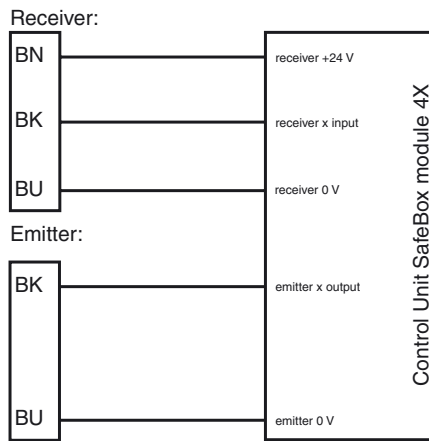 Receiver:
BN
receiver +24 V
BK
receiver x input
BU
receiver 0 V
Emitter:
BK
emitter x output
BU
emitter 0 V
Control Unit SafeBox module 4X